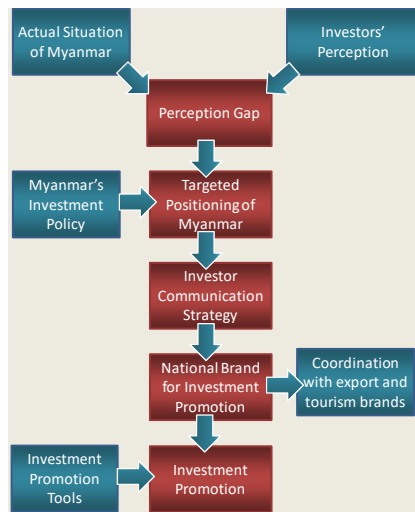 Actual Situation
of Myanmar
Investors'
Perception
Perception Gap
Myanmar's
Investment
Policy
Targeted
Positioning of
Myanmar
Investor
Communication
Strategy
National Brand
for Investment
Promotion
Coordination
with export and
tourism brands
Investment
Promotion
Tools
Investment
Promotion